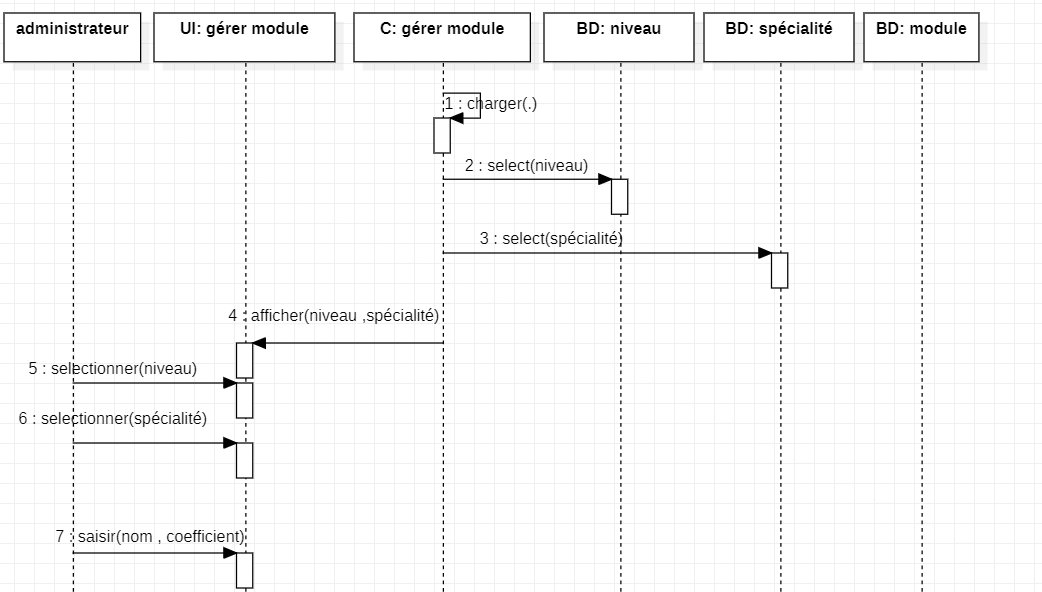 administrateur
UI: gérer module
C: gérer module
BD: niveau
BD: spécialité
BD: module
1 : charger(.)
2 : select(niveau)
3 : select(spécialité)
4 : afficher(niveau ,spécialité)
5 : selectionner(niveau)
6 : selectionner(spécialité)
7 : saisir(nom , coefficient)